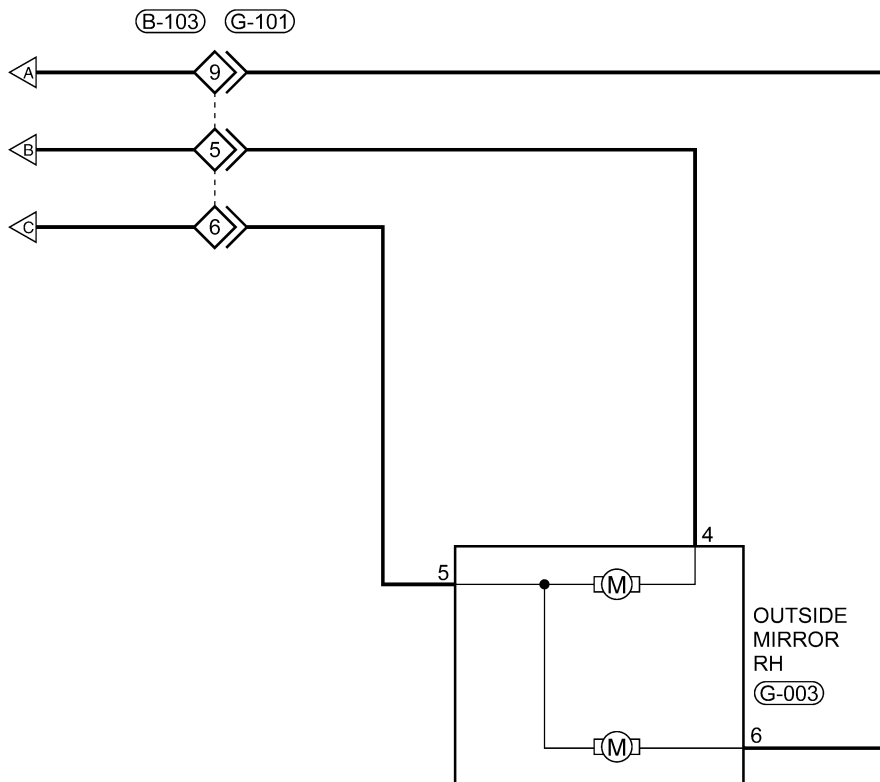 B-103 G-101
A 9
B 5
C 6
4
5 M
OUTSIDE
MIRROR
RH
G-003
M 6